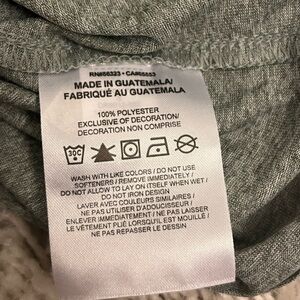 RN#56323 • CA#05553
MADE IN GUATEMALA/
FABRIQUÉ AU GUATEMALA
100% POLYESTER
EXCLUSIVE OF DECORATION/
DECORATION NON COMPRISE
30C
WASH WITH LIKE COLORS / DO NOT USE
SOFTENERS / REMOVE IMMEDIATELY /
DO NOT ALLOW TO LAY ON ITSELF WHEN WET /
DO NOT IRON DESIGN
LAVER AVEC COULEURS SIMILAIRES /
NE PAS UTILISER D'ADOUCISSEUR /
ENLEVER IMMEDIATEMENT / NE PAS LAISSER
LE VÊTEMENT PLIÉ LORSQU'IL EST MOUILLÉ /
NE PAS REPASSER LE DESSIN